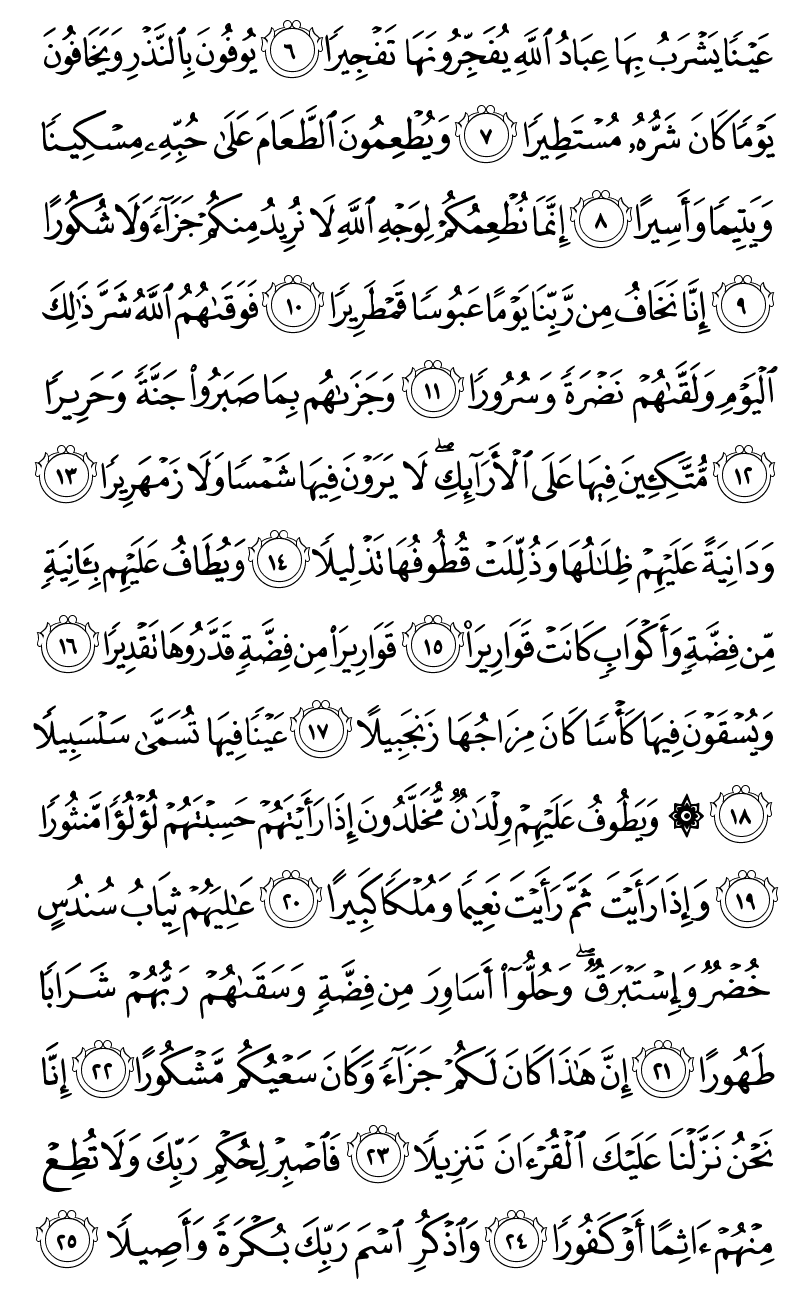 عَيْنًا يَشْرَبُ بِهَا عِبَادُ ٱللَّهِ يُفَجِّرُونَهَا تَفْجِيرًا ٦ يُوفُونَ بِٱلنَّذْرِ وَيَخَافُونَ
يَوْمًا كَانَ شَرُّهُۥ مُسْتَطِيرًا ٧ وَيُطْعِمُونَ ٱلطَّعَامَ عَلَىٰ حُبِّهِۦ مِسْكِينًا
وَيَتِيمًا وَأَسِيرًا ٨ إِنَّمَا نُطْعِمُكُمْ لِوَجْهِ ٱللَّهِ لَا نُرِيدُ مِنكُمْ جَزَآءً وَلَا شُكُورًا
٩ إِنَّا نَخَافُ مِن رَّبِّنَا يَوْمًا عَبُوسًا قَمْطَرِيرًا ١٠ فَوَقَىٰهُمُ ٱللَّهُ شَرَّ ذَٰلِكَ
ٱلْيَوْمِ وَلَقَّىٰهُمْ نَضْرَةً وَسُرُورًا ١١ وَجَزَىٰهُم بِمَا صَبَرُوا۟ جَنَّةً وَحَرِيرًا
١٢ مُّتَّكِـِٔينَ فِيهَا عَلَى ٱلْأَرَآئِكِ ۖ لَا يَرَوْنَ فِيهَا شَمْسًا وَلَا زَمْهَرِيرًا ١٣
وَدَانِيَةً عَلَيْهِمْ ظِلَـٰلُهَا وَذُلِّلَتْ قُطُوفُهَا تَذْلِيلًا ١٤ وَيُطَافُ عَلَيْهِم بِـَٔانِيَةٍ
مِّن فِضَّةٍ وَأَكْوَابٍ كَانَتْ قَوَارِيرَا۠ ١٥ قَوَارِيرَا۟ مِن فِضَّةٍ قَدَّرُوهَا تَقْدِيرًا ١٦
وَيُسْقَوْنَ فِيهَا كَأْسًا كَانَ مِزَاجُهَا زَنجَبِيلًا ١٧ عَيْنًا فِيهَا تُسَمَّىٰ سَلْسَبِيلًا
١٨ ۞ وَيَطُوفُ عَلَيْهِمْ وِلْدَٰنٌ مُّخَلَّدُونَ إِذَا رَأَيْتَهُمْ حَسِبْتَهُمْ لُؤْلُؤًا مَّنثُورًا
١٩ وَإِذَا رَأَيْتَ ثَمَّ رَأَيْتَ نَعِيمًا وَمُلْكًا كَبِيرًا ٢٠ عَـٰلِيَهُمْ ثِيَابُ سُندُسٍ
خُضْرٌ وَإِسْتَبْرَقٌ ۖ وَحُلُّوٓا۟ أَسَاوِرَ مِن فِضَّةٍ وَسَقَىٰهُمْ رَبُّهُمْ شَرَابًا
طَهُورًا ٢١ إِنَّ هَـٰذَا كَانَ لَكُمْ جَزَآءً وَكَانَ سَعْيُكُم مَّشْكُورًا ٢٢ إِنَّا
نَحْنُ نَزَّلْنَا عَلَيْكَ ٱلْقُرْءَانَ تَنزِيلًا ٢٣ فَٱصْبِرْ لِحُكْمِ رَبِّكَ وَلَا تُطِعْ
مِنْهُمْ ءَاثِمًا أَوْ كَفُورًا ٢٤ وَٱذْكُرِ ٱسْمَ رَبِّكَ بُكْرَةً وَأَصِيلًا ٢٥